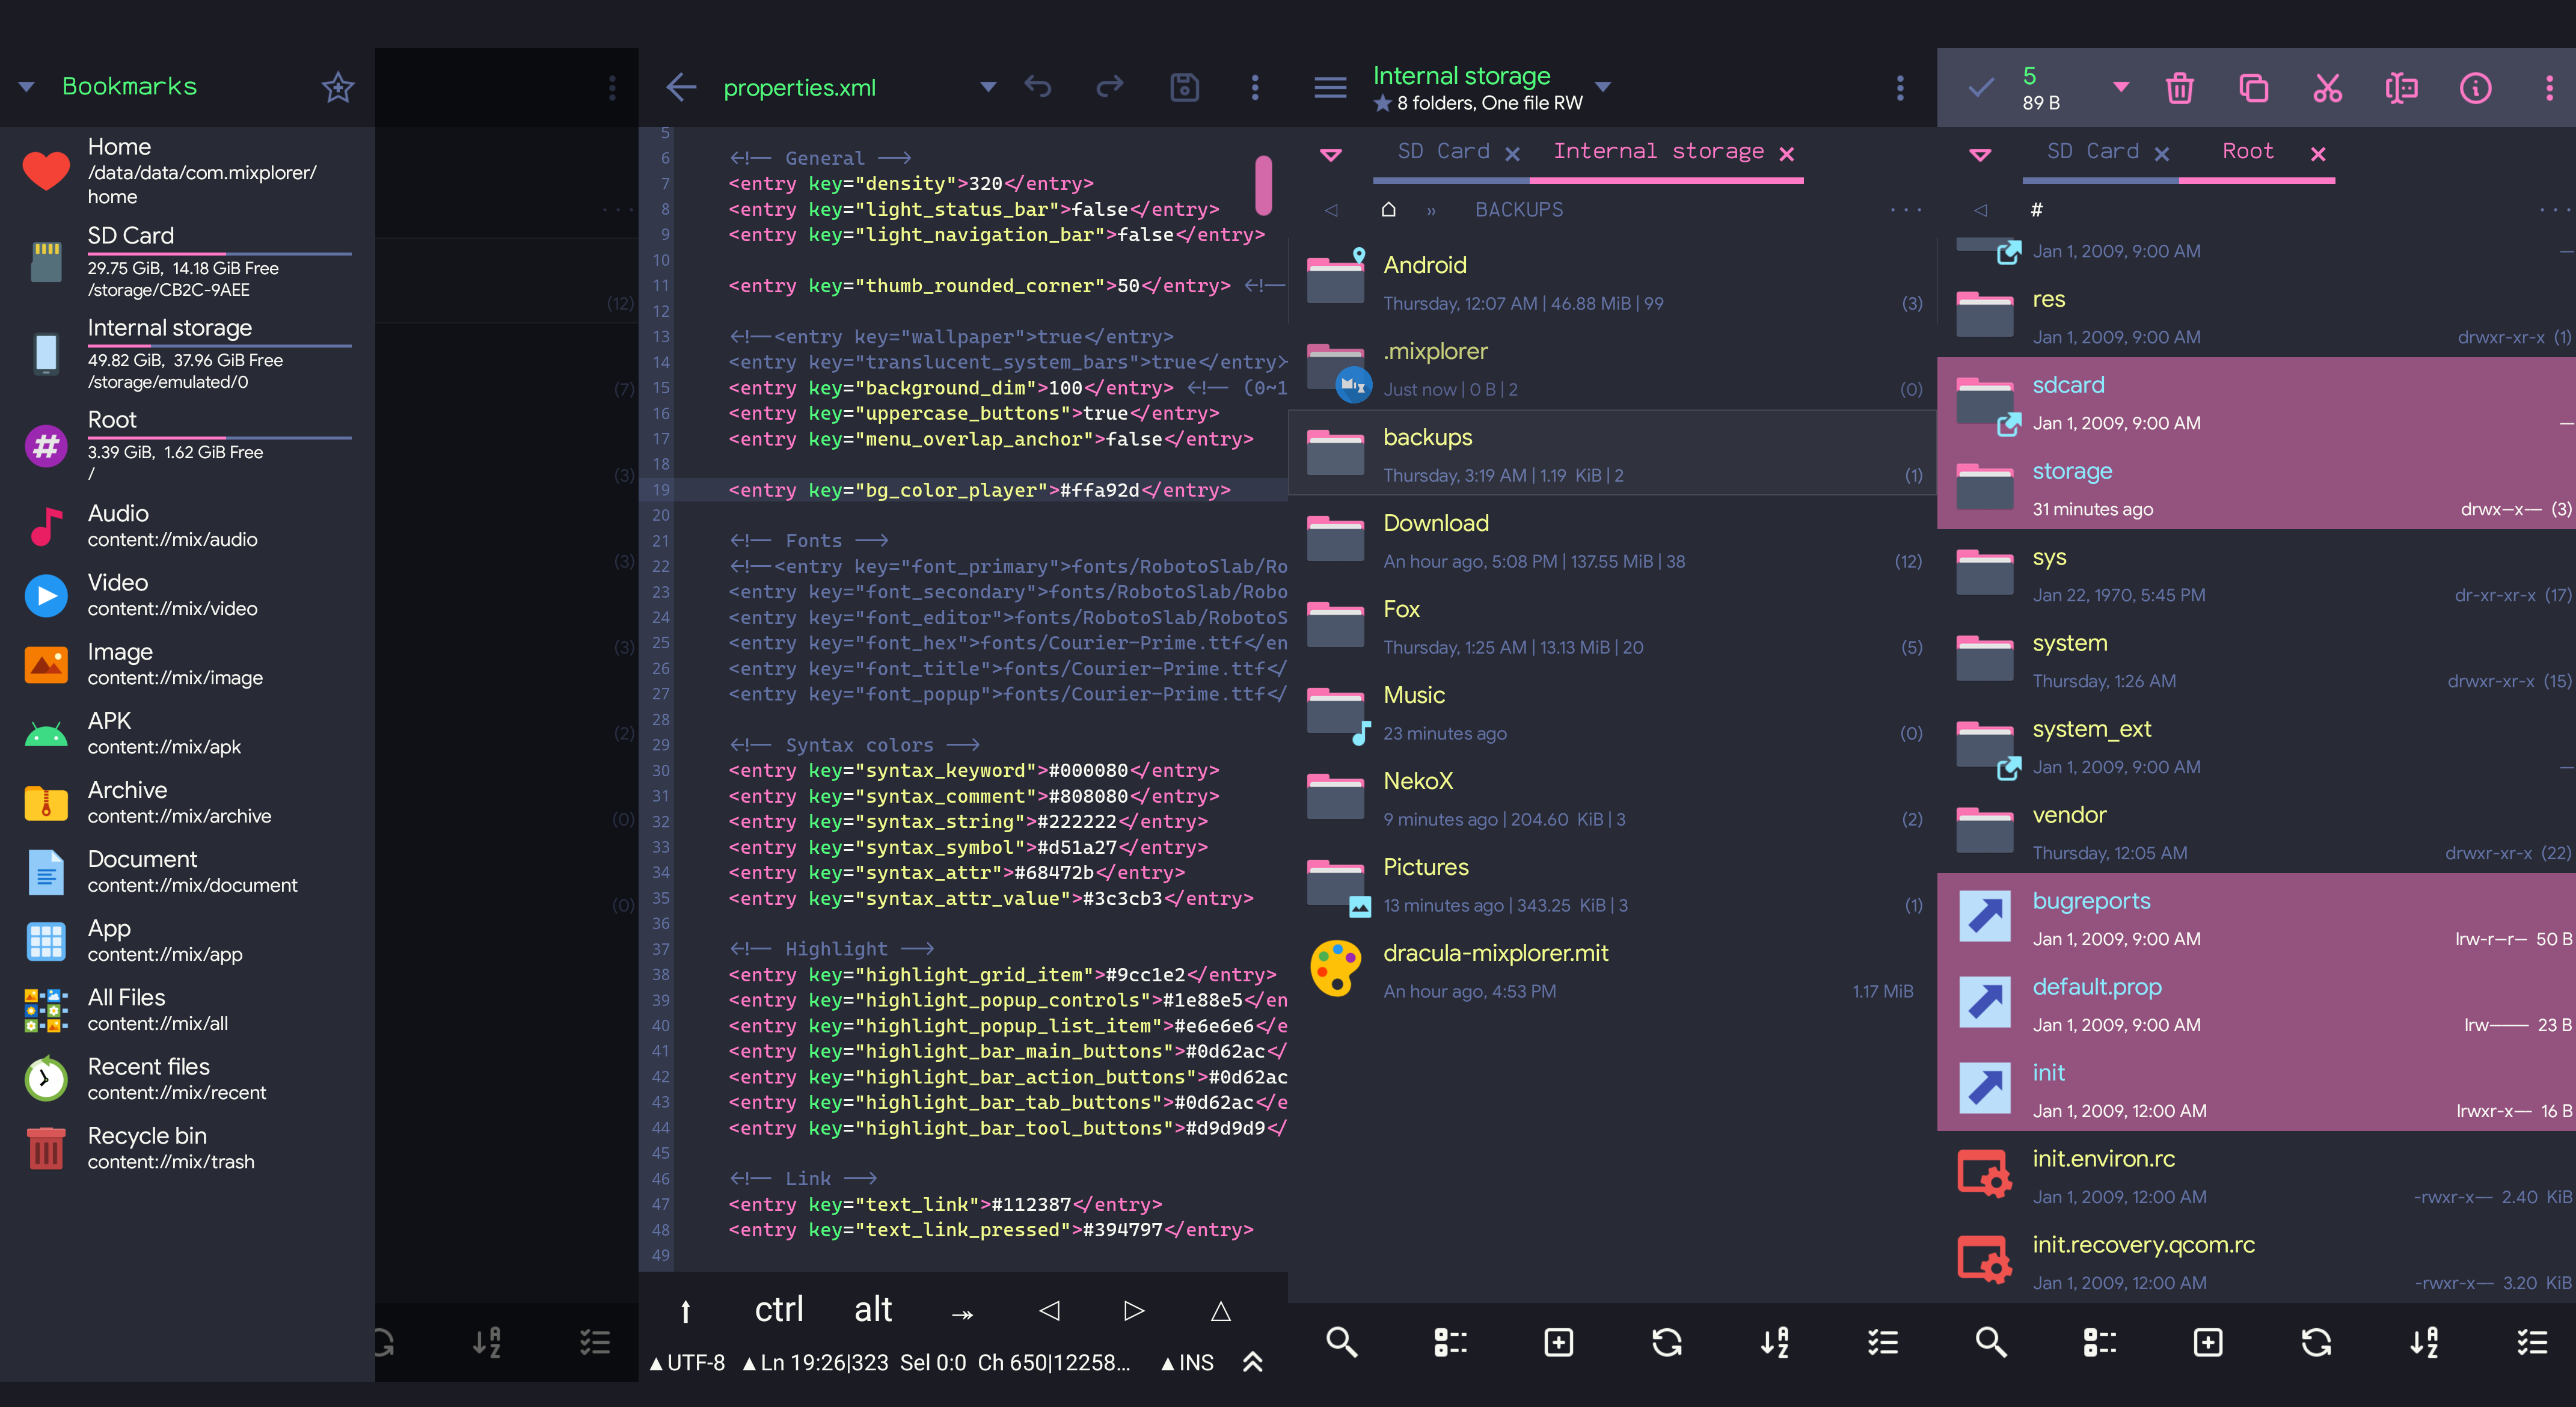 Bookmarks
Home
/data/data/com.mixplorer/
home
SD Card
29.75 GiB, 14.18 GiB Free
/storage/CB2C-9AEE
Internal storage
49.82 GiB, 37.96 GiB Free
/storage/emulated/0
Root
3.39 GiB, 1.62 GiB Free
/
Audio
content://mix/audio
Video
content://mix/video
Image
content://mix/image
APK
content://mix/apk
Archive
content://mix/archive
Document
content://mix/document
App
content://mix/app
All Files
content://mix/all
Recent files
content://mix/recent
Recycle bin
content://mix/trash
(12)
(7)
(3)
(3)
(3)
(2)
(0)
(0)
properties.xml
5
6 <!-- General -->
7 <entry key="density">320</entry>
8 <entry key="light_status_bar">false</entry>
9 <entry key="light_navigation_bar">false</entry>
10
11 <entry key="thumb_rounded_corner">50</entry> <!--
12
13 <!--<entry key="wallpaper">true</entry>
14 <entry key="translucent_system_bars">true</entry>
15 <entry key="background_dim">100</entry> <!-- (0~1
16 <entry key="uppercase_buttons">true</entry>
17 <entry key="menu_overlap_anchor">false</entry>
18
19 <entry key="bg_color_player">#ffa92d</entry>
20
21 <!-- Fonts -->
22 <!--<entry key="font_primary">fonts/RobotoSlab/Ro
23 <entry key="font_secondary">fonts/RobotoSlab/Robo
24 <entry key="font_editor">fonts/RobotoSlab/RobotoS
25 <entry key="font_hex">fonts/Courier-Prime.ttf</en
26 <entry key="font_title">fonts/Courier-Prime.ttf</
27 <entry key="font_popup">fonts/Courier-Prime.ttf</
28
29 <!-- Syntax colors -->
30 <entry key="syntax_keyword">#000080</entry>
31 <entry key="syntax_comment">#808080</entry>
32 <entry key="syntax_string">#222222</entry>
33 <entry key="syntax_symbol">#d51a27</entry>
34 <entry key="syntax_attr">#68472b</entry>
35 <entry key="syntax_attr_value">#3c3cb3</entry>
36
37 <!-- Highlight -->
38 <entry key="highlight_grid_item">#9cc1e2</entry>
39 <entry key="highlight_popup_controls">#1e88e5</en
40 <entry key="highlight_popup_list_item">#e6e6e6</e
41 <entry key="highlight_bar_main_buttons">#0d62ac</
42 <entry key="highlight_bar_action_buttons">#0d62ac
43 <entry key="highlight_bar_tab_buttons">#0d62ac</e
44 <entry key="highlight_bar_tool_buttons">#d9d9d9</
45
46 <!-- Link -->
47 <entry key="text_link">#112387</entry>
48 <entry key="text_link_pressed">#394797</entry>
49
ctrl alt
▲UTF-8 ▲Ln 19:26|323 Sel 0:0 Ch 650|12258... ▲INS
Internal storage
8 folders, One file RW
SD Card Internal storage
» BACKUPS ...
Android
Thursday, 12:07 AM | 46.88 MiB | 99 (3)
.mixplorer
Just now | 0 B | 2 (0)
backups
Thursday, 3:19 AM | 1.19 KiB | 2 (1)
Download
An hour ago, 5:08 PM | 137.55 MiB | 38 (12)
Fox
Thursday, 1:25 AM | 13.13 MiB | 20 (5)
Music
23 minutes ago (0)
NekoX
9 minutes ago | 204.60 KiB | 3 (2)
Pictures
13 minutes ago | 343.25 KiB | 3 (1)
dracula-mixplorer.mit
An hour ago, 4:53 PM 1.17 MiB
5
89 B
SD Card Root
# ...
Jan 1, 2009, 9:00 AM —
res
Jan 1, 2009, 9:00 AM drwxr-xr-x (1)
sdcard
Jan 1, 2009, 9:00 AM —
storage
31 minutes ago drwx--x--- (3)
sys
Jan 22, 1970, 5:45 PM dr-xr-xr-x (17)
system
Thursday, 1:26 AM drwxr-xr-x (15)
system_ext
Jan 1, 2009, 9:00 AM —
vendor
Thursday, 12:05 AM drwxr-xr-x (22)
bugreports
Jan 1, 2009, 9:00 AM lrw-r--r-- 50 B
default.prop
Jan 1, 2009, 9:00 AM lrw------- 23 B
init
Jan 1, 2009, 12:00 AM lrwxr-x--- 16 B
init.environ.rc
Jan 1, 2009, 12:00 AM -rwxr-x--- 2.40 KiB
init.recovery.qcom.rc
Jan 1, 2009, 12:00 AM -rwxr-x--- 3.20 KiB